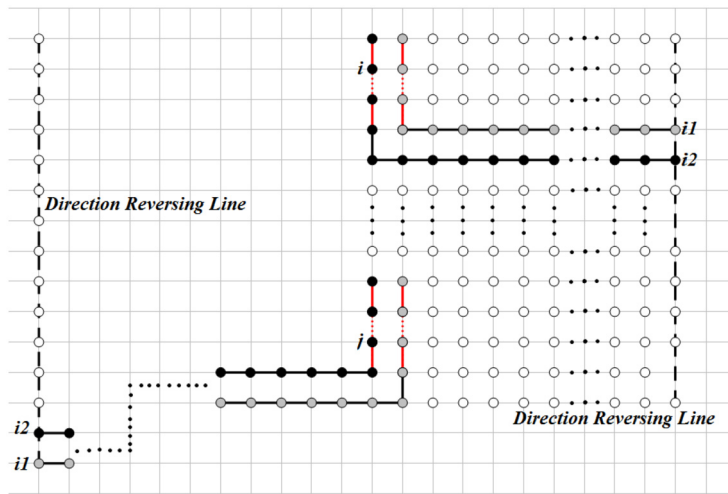 i
i1
i2
Direction Reversing Line
j
Direction Reversing Line
i2
i1